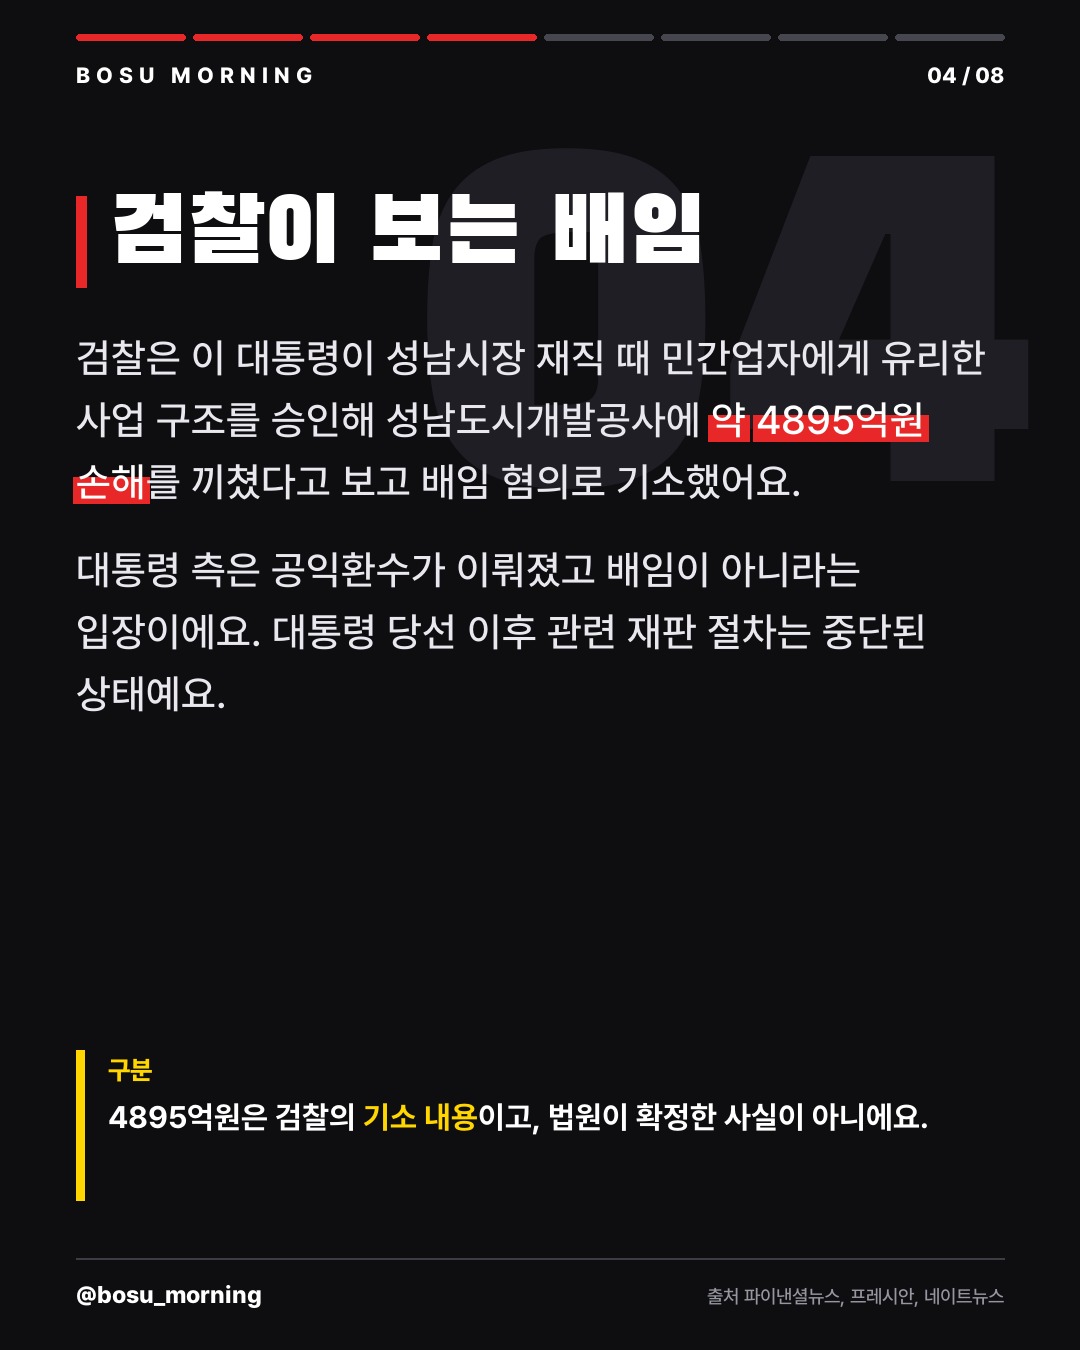 BOSU MORNING
04 / 08
04
검찰이 보는 배임
검찰은 이 대통령이 성남시장 재직 때 민간업자에게 유리한
사업 구조를 승인해 성남도시개발공사에 약 4895억원
손해를 끼쳤다고 보고 배임 혐의로 기소했어요.
대통령 측은 공익환수가 이뤄졌고 배임이 아니라는
입장이에요. 대통령 당선 이후 관련 재판 절차는 중단된
상태예요.
구분
4895억원은 검찰의 기소 내용이고, 법원이 확정한 사실이 아니에요.
@bosu_morning
출처 파이낸셜뉴스, 프레시안, 네이트뉴스